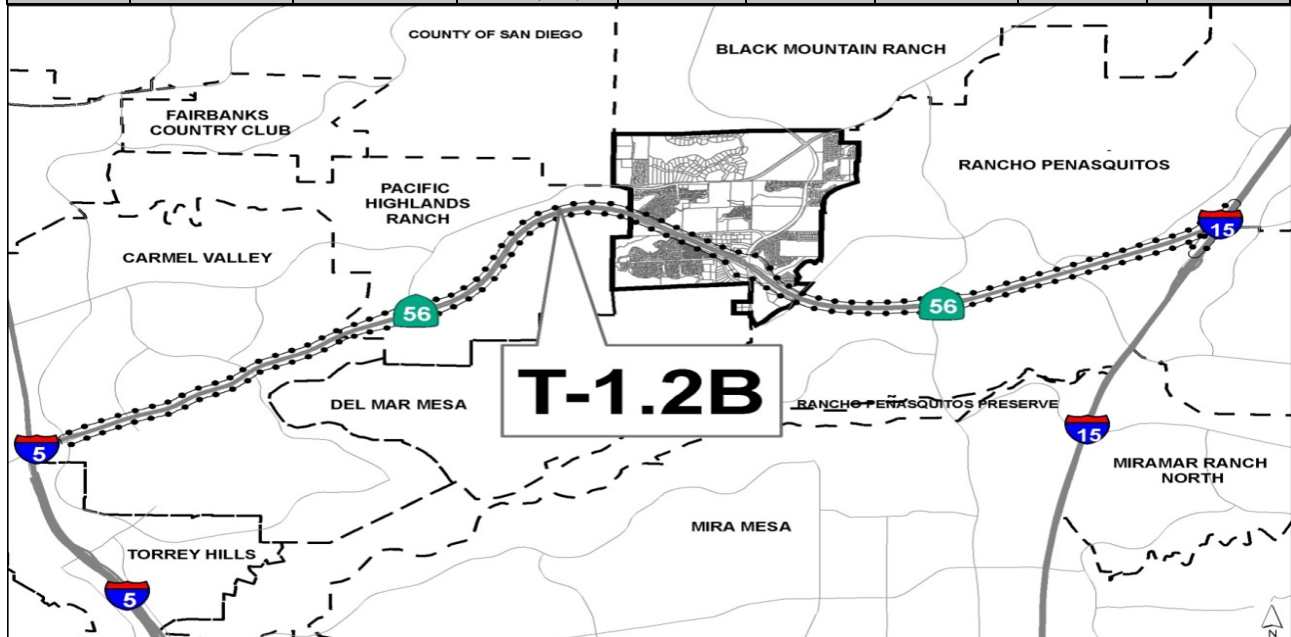 COUNTY OF SAN DIEGO
BLACK MOUNTAIN RANCH
FAIRBANKS
COUNTRY CLUB
RANCHO PENASQUITOS
PACIFIC
HIGHLANDS
RANCH
15
CARMEL VALLEY
56
56
T-1.2B
DEL MAR MESA
RANCHO PEÑASQUITOS PRESERVE
15
5
MIRAMAR RANCH
NORTH
MIRA MESA
TORREY HILLS
5
N